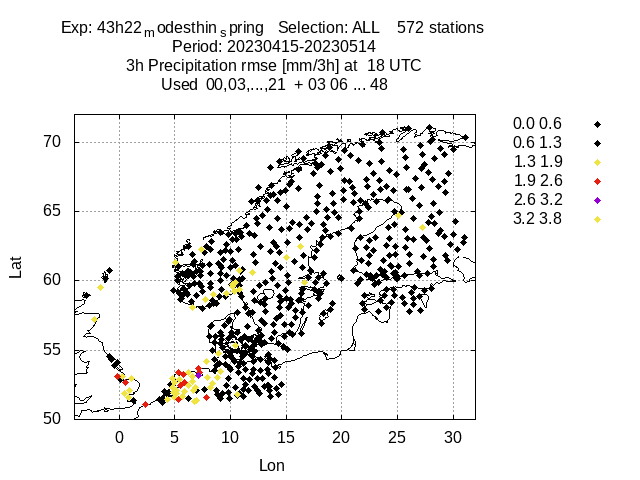 Exp: 43h22modesthinspring   Selection: ALL    572 stations
Period: 20230415-20230514
3h Precipitation rmse [mm/3h] at  18 UTC
Used  00,03,...,21  + 03 06 ... 48
0.0 0.6
0.6 1.3
1.3 1.9
1.9 2.6
2.6 3.2
3.2 3.8
70
65
60
55
50
Lat
0 5 10 15 20 25 30
Lon